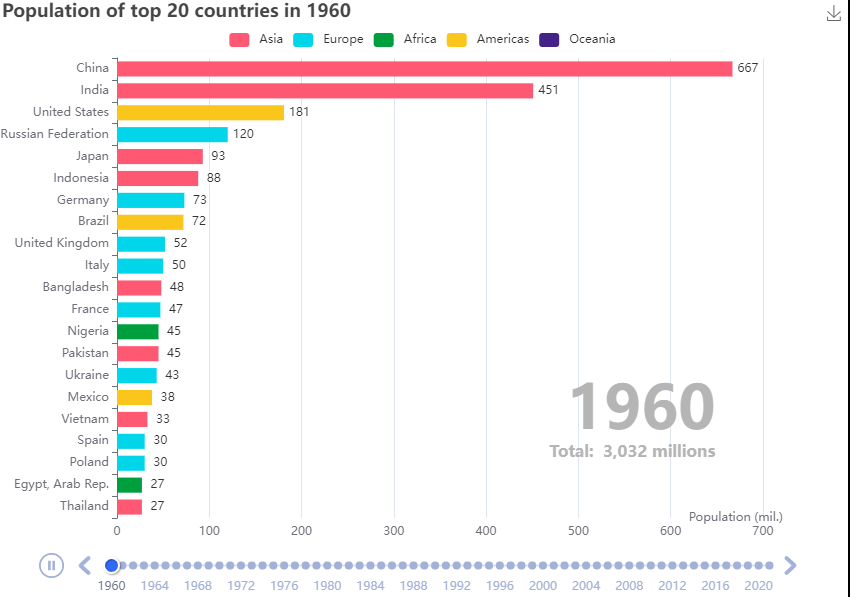 Population of top 20 countries in 1960
Asia Europe Africa Americas Oceania
China 667
India 451
United States 181
Russian Federation 120
Japan 93
Indonesia 88
Germany 73
Brazil 72
United Kingdom 52
Italy 50
Bangladesh 48
France 47
Nigeria 45
Pakistan 45
Ukraine 43
Mexico 38
Vietnam 33
Spain 30
Poland 30
Egypt, Arab Rep. 27
Thailand 27
1960
Total: 3,032 millions
Population (mil.)
0 100 200 300 400 500 600 700
1960 1964 1968 1972 1976 1980 1984 1988 1992 1996 2000 2004 2008 2012 2016 2020